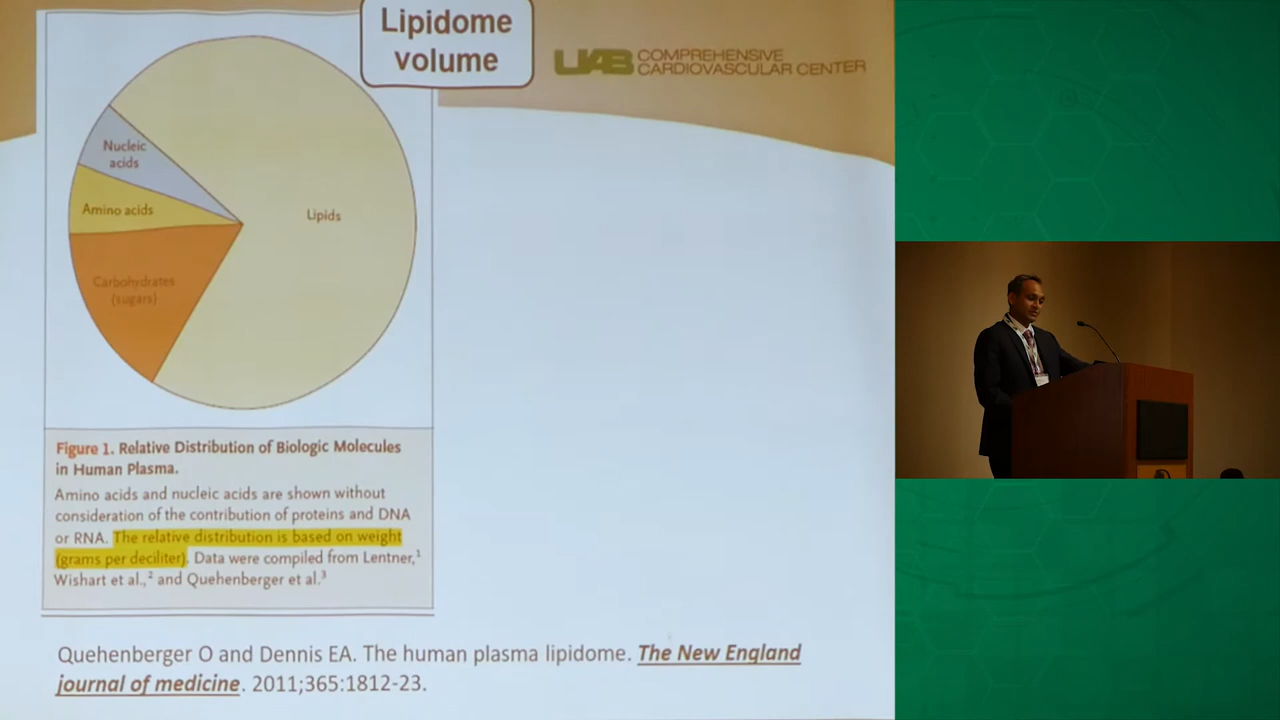 Lipidome
volume
UAB COMPREHENSIVE
CARDIOVASCULAR CENTER
Nucleic
acids
Amino acids
Lipids
Carbohydrates
(sugars)
Figure 1. Relative Distribution of Biologic Molecules
in Human Plasma.
Amino acids and nucleic acids are shown without
consideration of the contribution of proteins and DNA
or RNA. The relative distribution is based on weight
(grams per deciliter). Data were compiled from Lentner,1
Wishart et al.,2 and Quehenberger et al.3
Quehenberger O and Dennis EA. The human plasma lipidome. The New England
journal of medicine. 2011;365:1812-23.